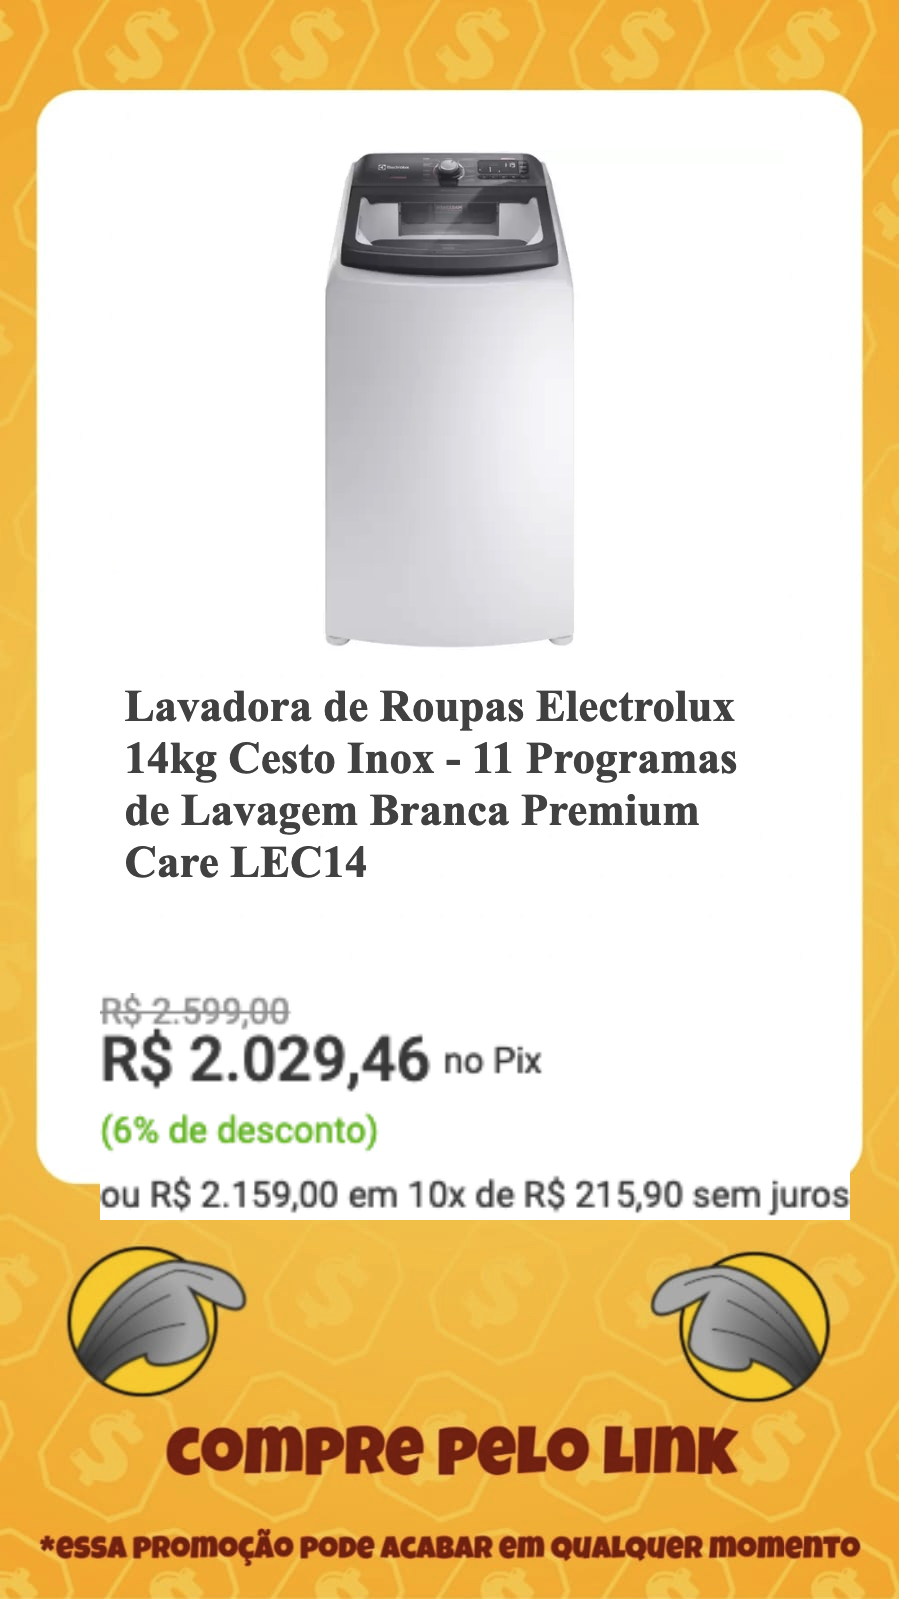 Electrolux
Lavadora de Roupas Electrolux
14kg Cesto Inox - 11 Programas
de Lavagem Branca Premium
Care LEC14
R$ 2.599,00
R$ 2.029,46 no Pix
(6% de desconto)
ou R$ 2.159,00 em 10x de R$ 215,90 sem juros
COMPRE PELO LINK
*ESSA PROMOÇÃO PODE ACABAR EM QUALQUER MOMENTO